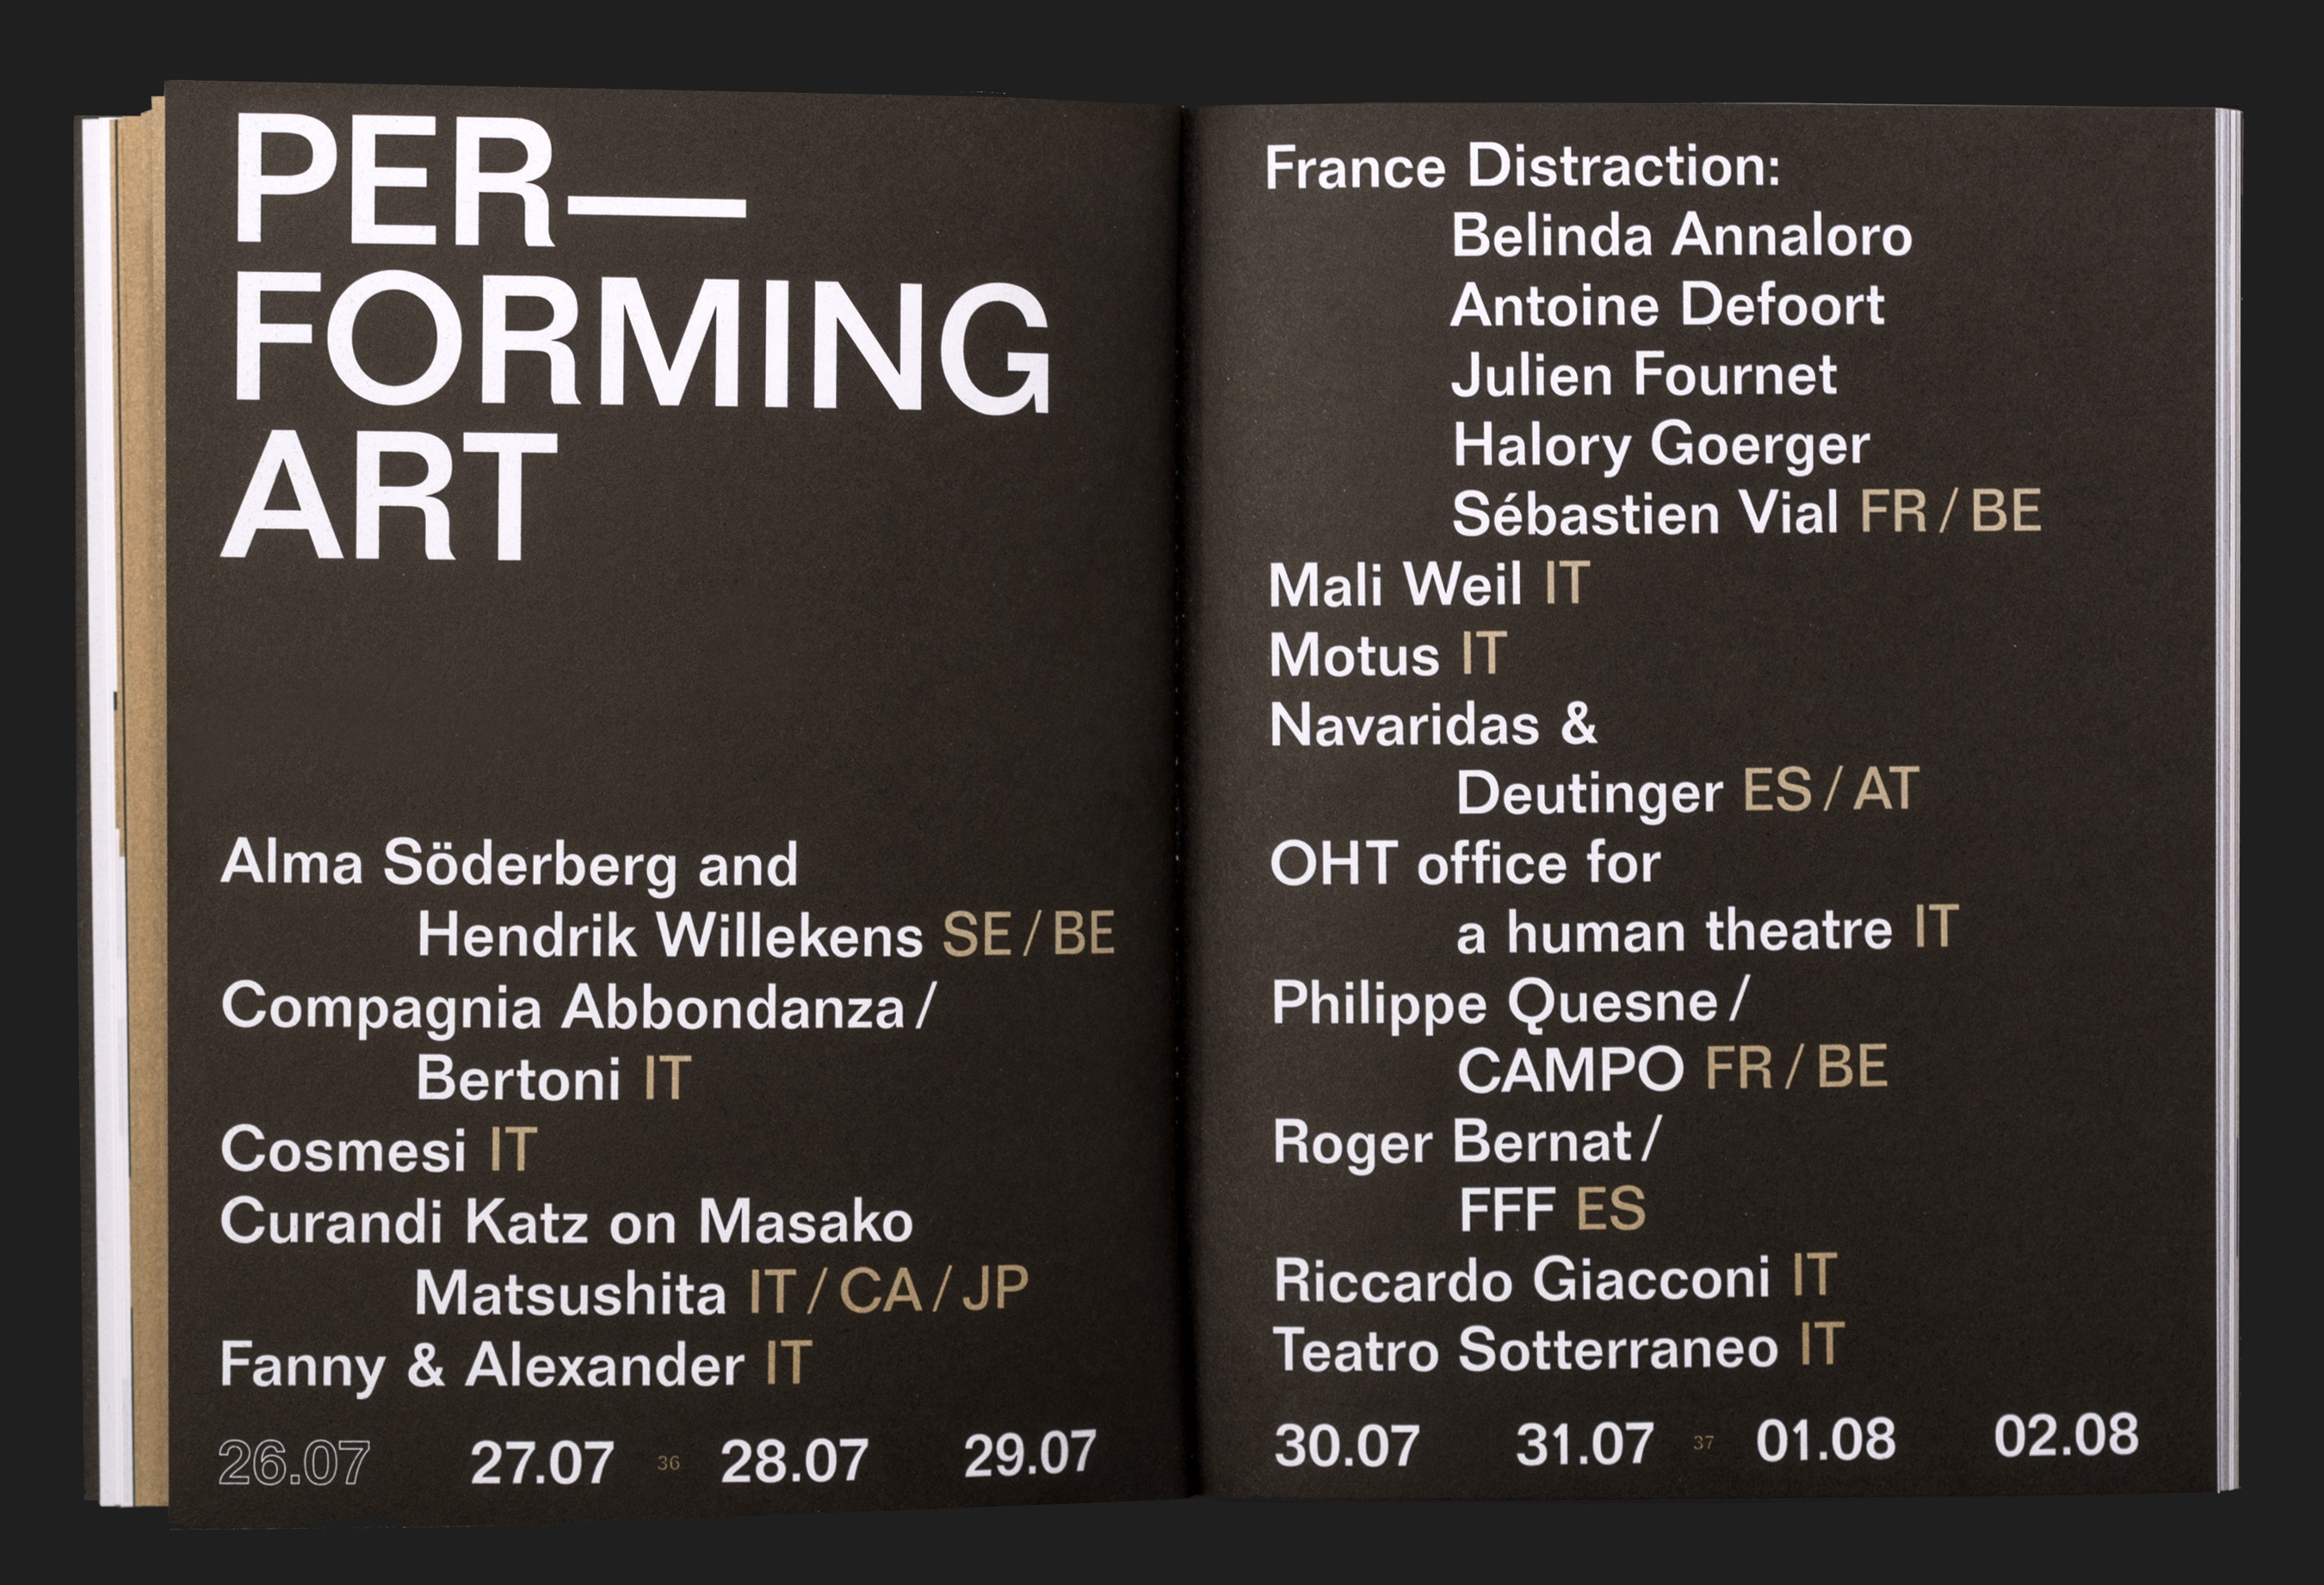 PER—
FORMING
ART
Alma Söderberg and
Hendrik Willekens SE / BE
Compagnia Abbondanza /
Bertoni IT
Cosmesi IT
Curandi Katz on Masako
Matsushita IT / CA / JP
Fanny & Alexander IT
26.07 27.07 36 28.07 29.07
France Distraction:
Belinda Annaloro
Antoine Defoort
Julien Fournet
Halory Goerger
Sébastien Vial FR / BE
Mali Weil IT
Motus IT
Navaridas &
Deutinger ES / AT
OHT office for
a human theatre IT
Philippe Quesne /
CAMPO FR / BE
Roger Bernat /
FFF ES
Riccardo Giacconi IT
Teatro Sotterraneo IT
30.07 31.07 37 01.08 02.08